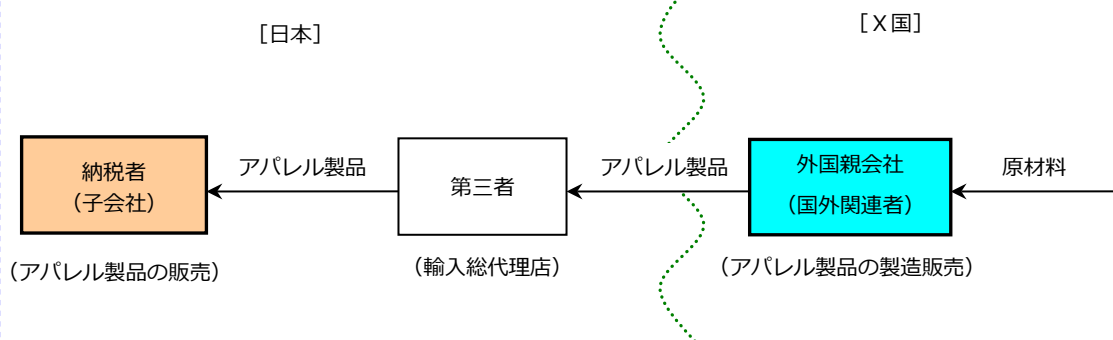 [日本]
[Ｘ国]
納税者
(子会社)
アパレル製品
第三者
アパレル製品
外国親会社
(国外関連者)
原材料
(アパレル製品の販売)
(輸入総代理店)
(アパレル製品の製造販売)